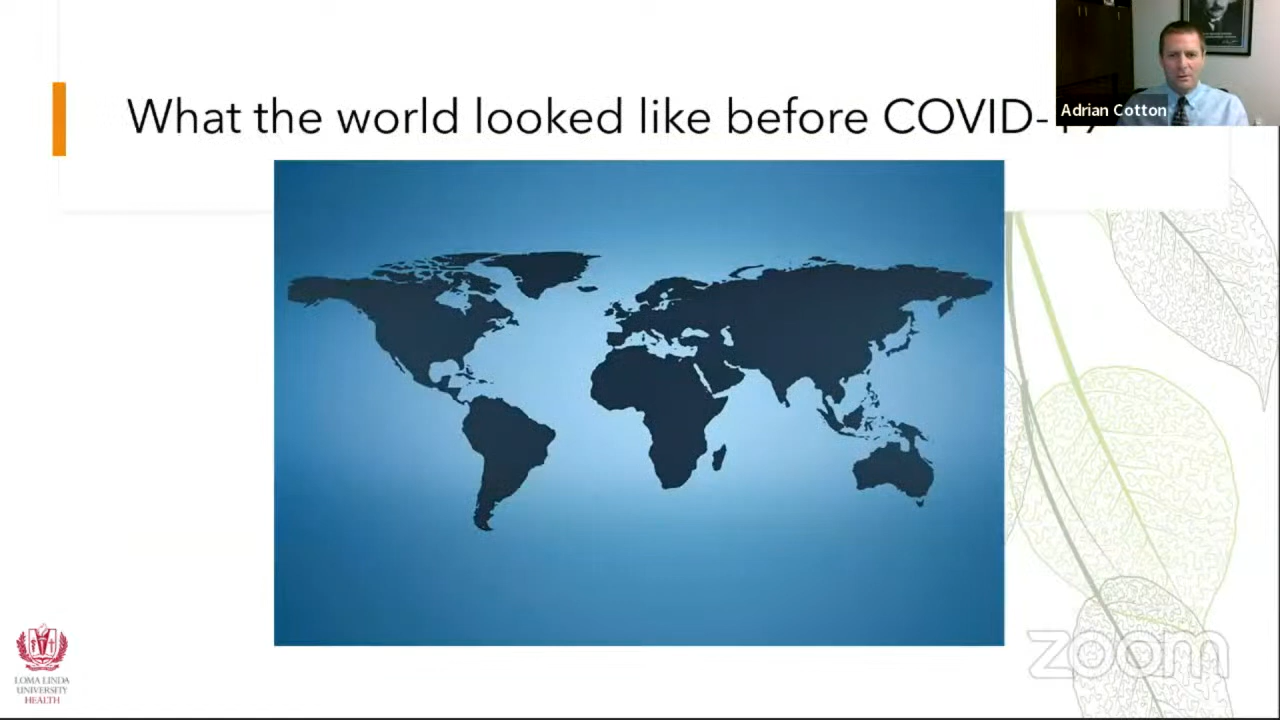 What the world looked like before COVID-
Adrian Cotton
LOMA LINDA
UNIVERSITY
HEALTH
zoom